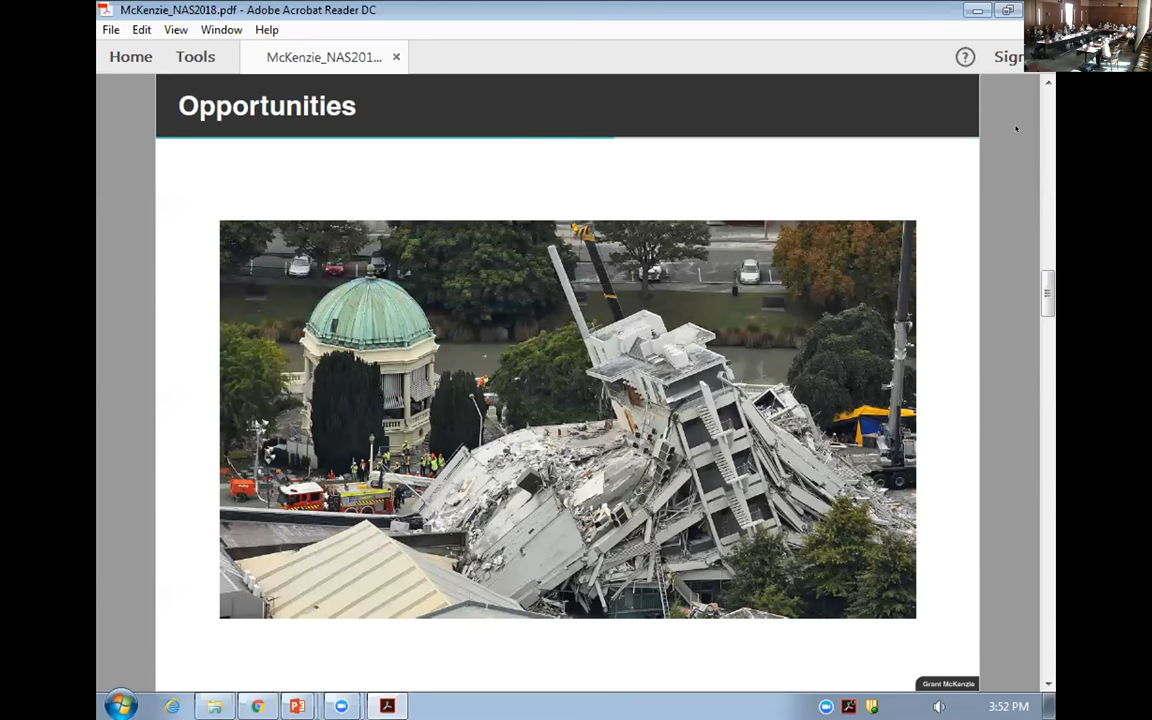 McKenzie_NAS2018.pdf - Adobe Acrobat Reader DC
File Edit View Window Help
Home Tools McKenzie_NAS201... × ? Sign
Opportunities
Grant McKenzie
3:52 PM